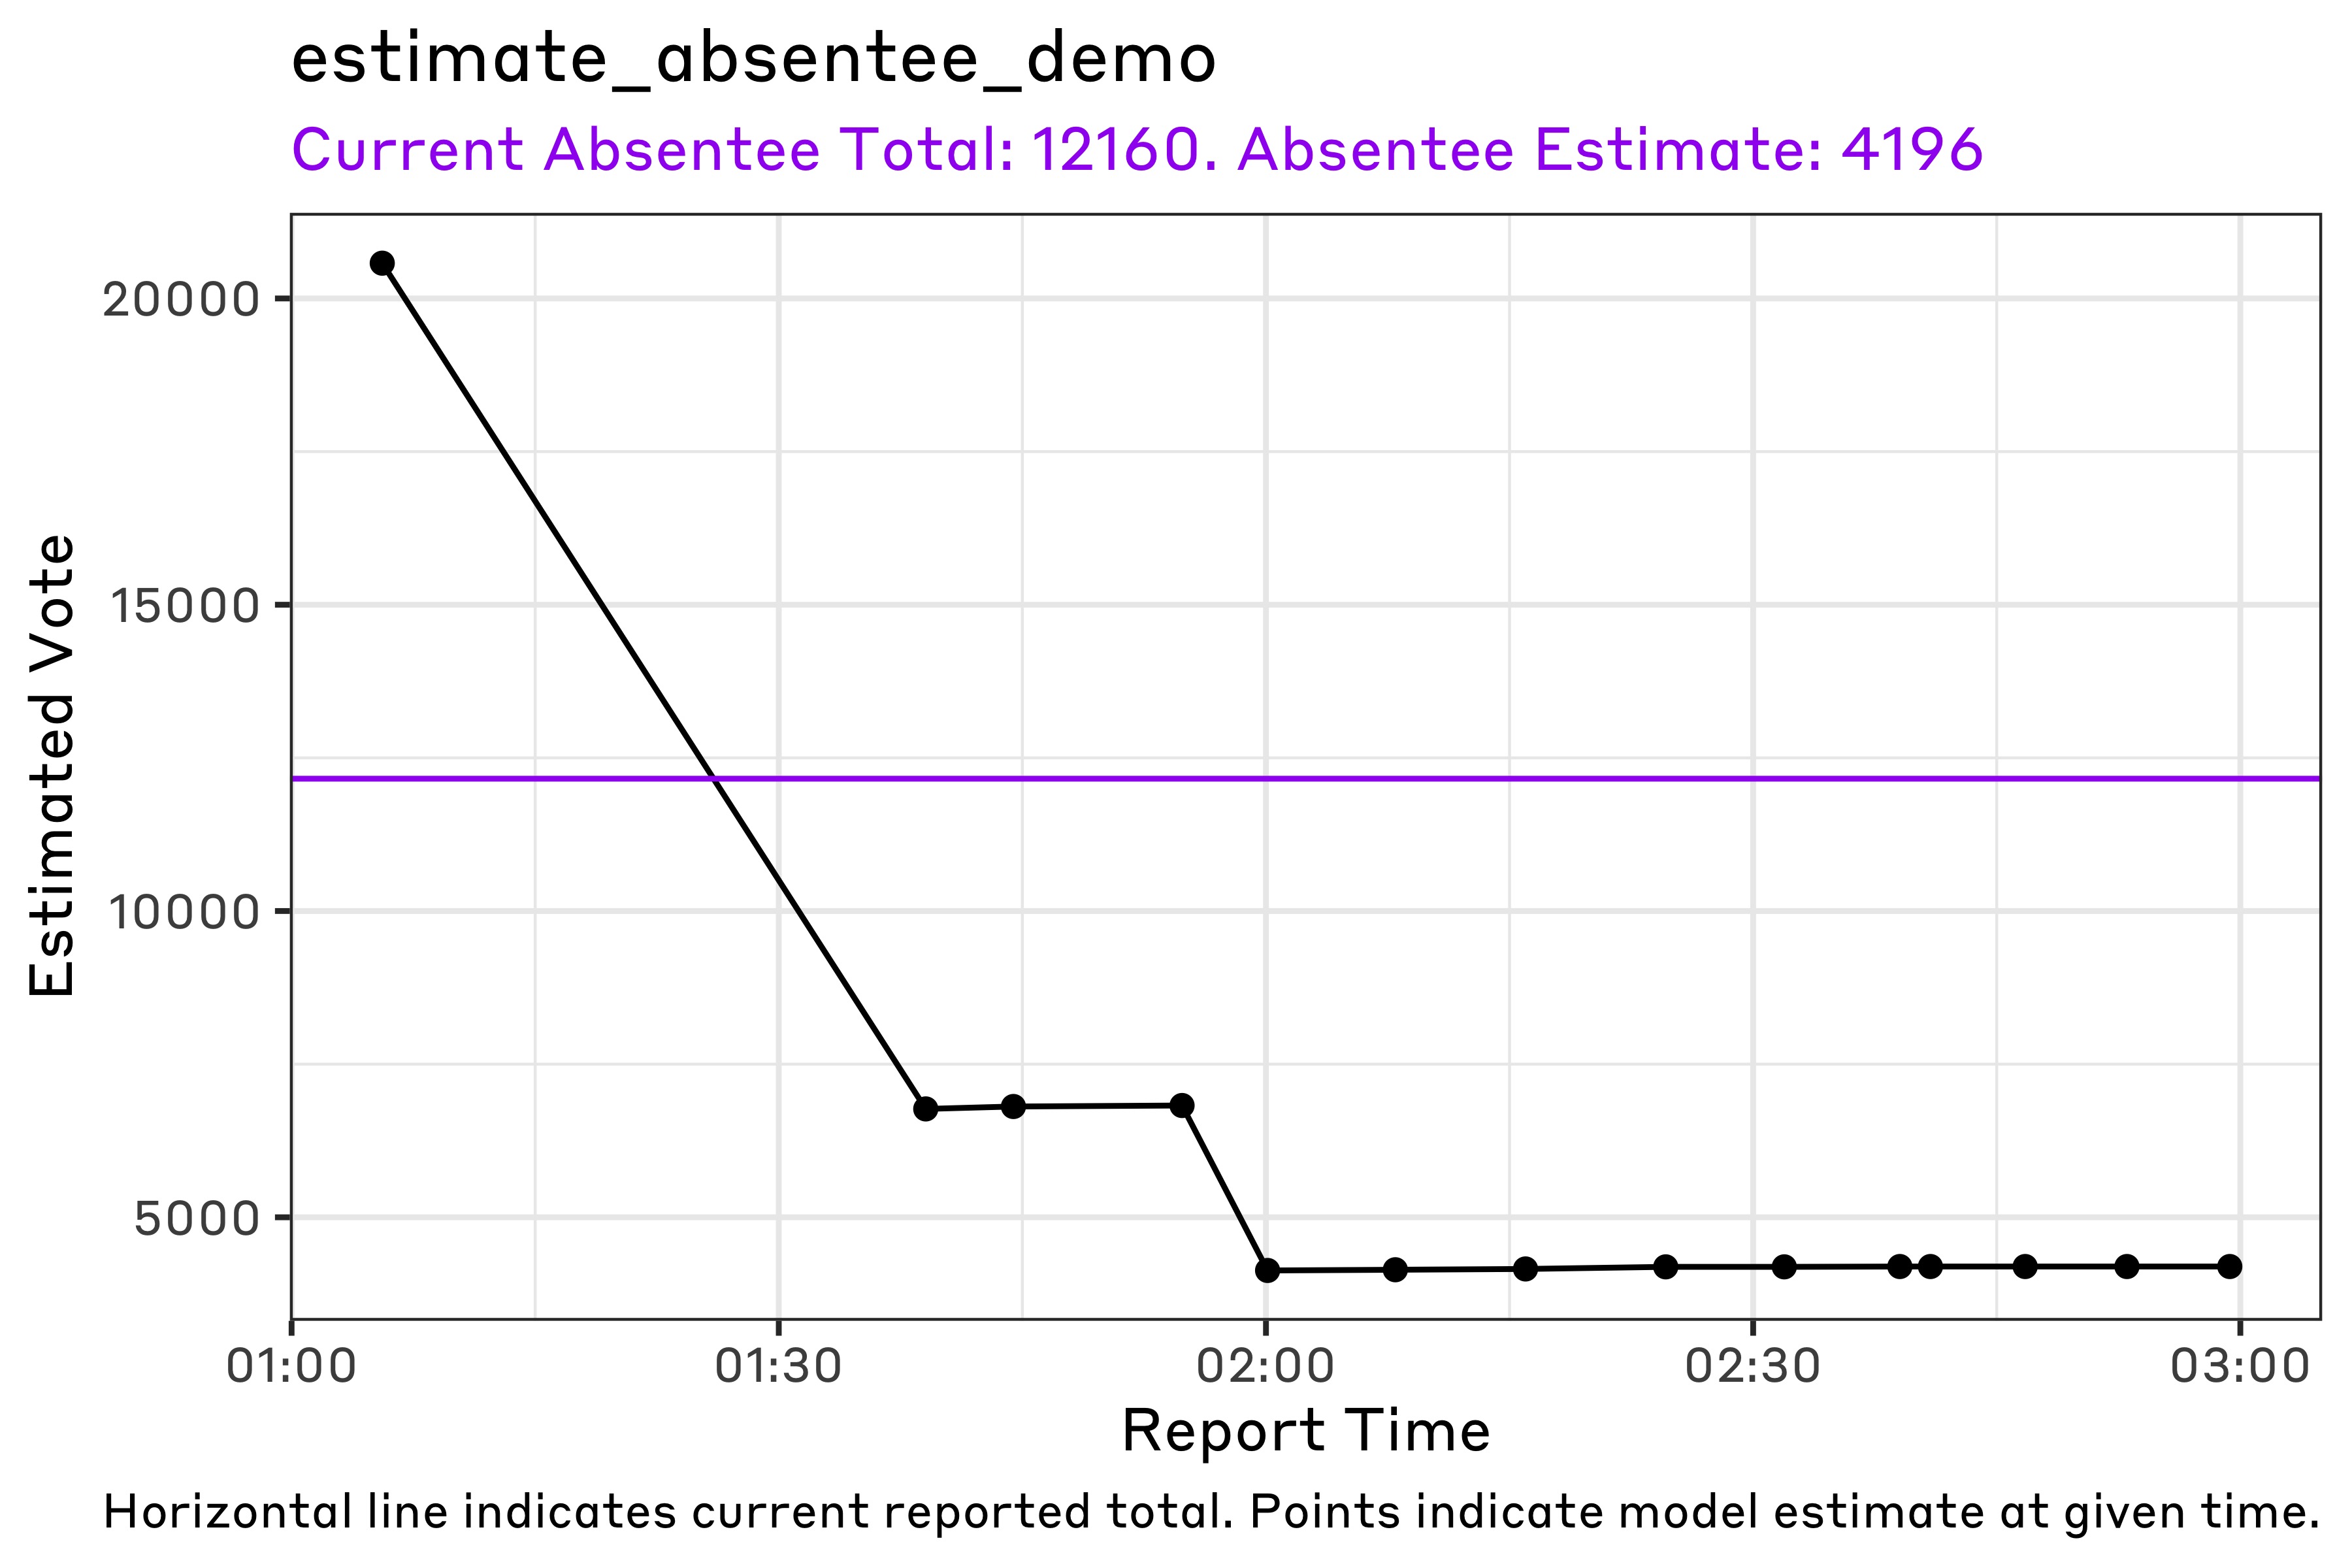 estimate_absentee_demo
Current Absentee Total: 12160. Absentee Estimate: 4196
Estimated Vote
20000
15000
10000
5000
01:00 01:30 02:00 02:30 03:00
Report Time
Horizontal line indicates current reported total. Points indicate model estimate at given time.